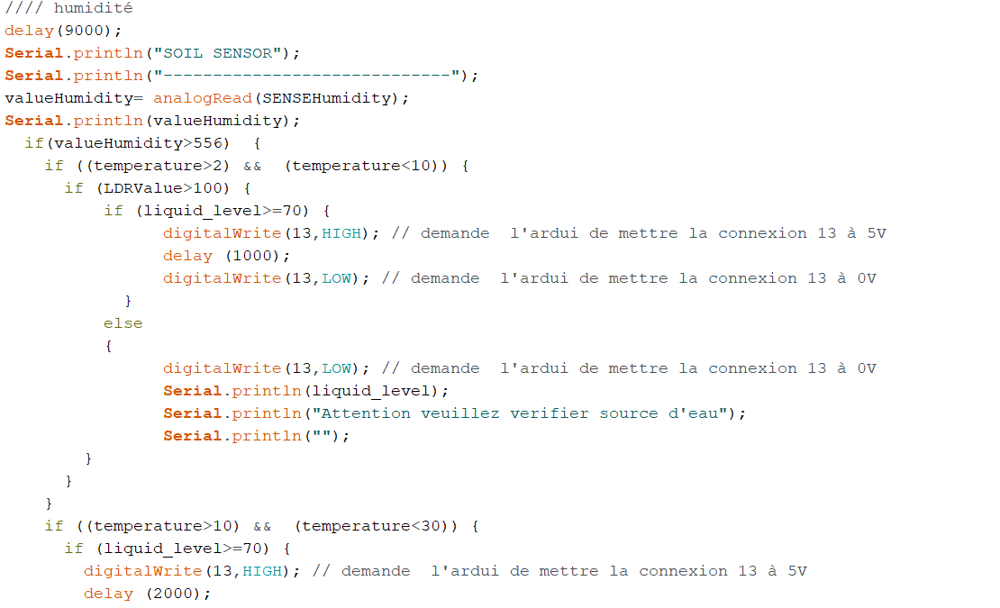 //// humidité
delay(9000);
Serial.println("SOIL SENSOR");
Serial.println("-----------------------------");
valueHumidity= analogRead(SENSEHumidity);
Serial.println(valueHumidity);
if(valueHumidity>556)  {
if ((temperature>2) &&  (temperature<10)) {
if (LDRValue>100) {
if (liquid_level>=70) {
digitalWrite(13,HIGH); // demande  l'ardui de mettre la connexion 13 à 5V
delay (1000);
digitalWrite(13,LOW); // demande  l'ardui de mettre la connexion 13 à 0V
}
else
{
digitalWrite(13,LOW); // demande  l'ardui de mettre la connexion 13 à 0V
Serial.println(liquid_level);
Serial.println("Attention veuillez verifier source d'eau");
Serial.println("");
}
}
}
if ((temperature>10) &&  (temperature<30)) {
if (liquid_level>=70) {
digitalWrite(13,HIGH); // demande  l'ardui de mettre la connexion 13 à 5V
delay (2000);